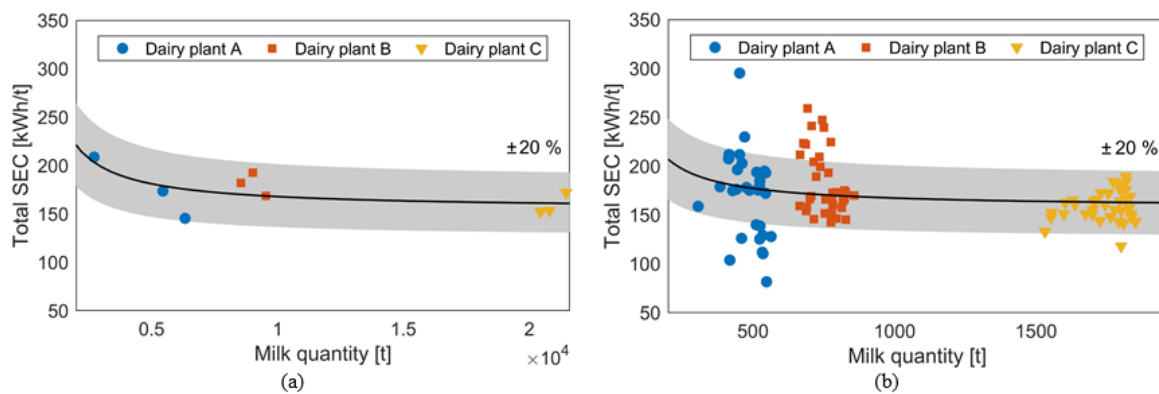 350
300
250
200
150
100
50
Total SEC [kWh/t]
Dairy plant A Dairy plant B Dairy plant C
±20 %
0.5 1 1.5 2
×10⁴
Milk quantity [t]
(a)
350
300
250
200
150
100
50
Total SEC [kWh/t]
Dairy plant A Dairy plant B Dairy plant C
±20 %
500 1000 1500
Milk quantity [t]
(b)